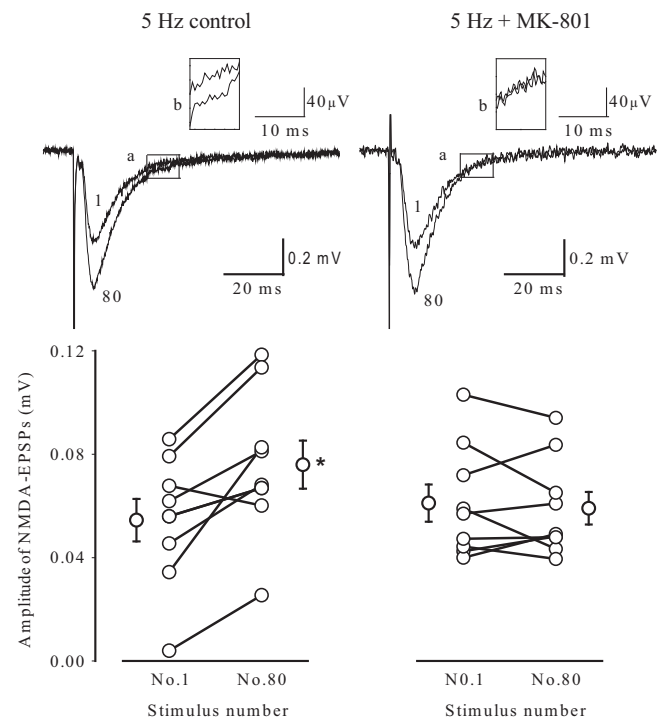 5 Hz control
5 Hz + MK-801
b
40µV
10 ms
b
40µV
10 ms
a
1
80
0.2 mV
20 ms
a
1
80
0.2 mV
20 ms
Amplitude of NMDA-EPSPs (mV)
0.12
0.08
0.04
0.00
*
No.1
No.80
N0.1
No.80
Stimulus number
Stimulus number